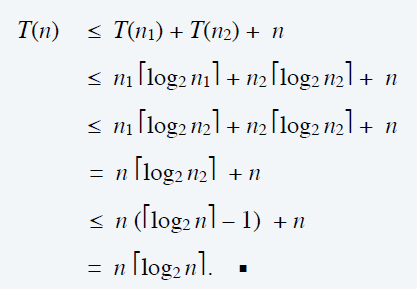 T(n) ≤ T(n₁) + T(n₂) + n
≤ n₁ ⌈log₂ n₁⌉ + n₂ ⌈log₂ n₂⌉ + n
≤ n₁ ⌈log₂ n₂⌉ + n₂ ⌈log₂ n₂⌉ + n
= n ⌈log₂ n₂⌉ + n
≤ n (⌈log₂ n⌉ – 1) + n
= n ⌈log₂ n⌉. ▪